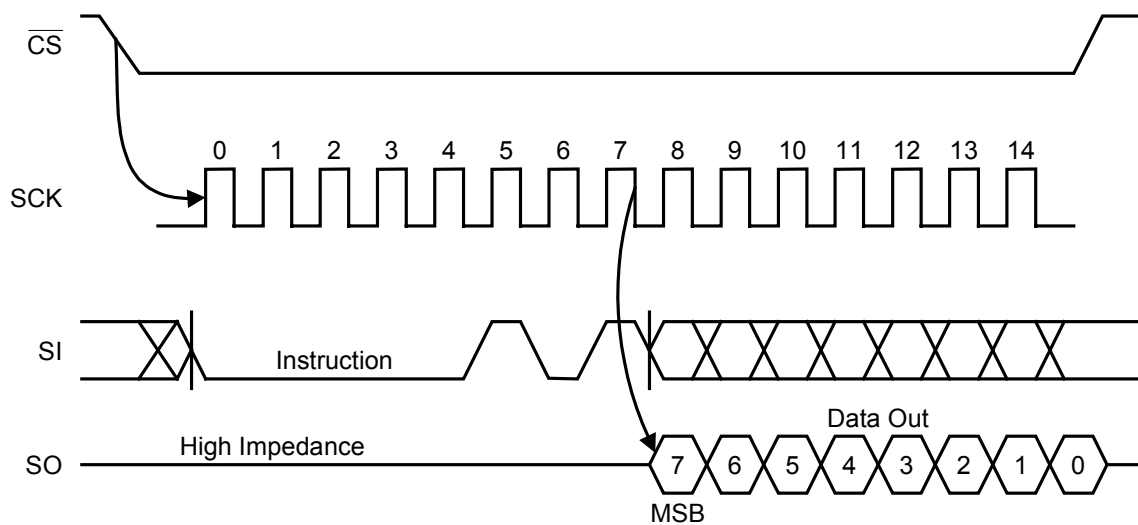 C̅S̅
0 1 2 3 4 5 6 7 8 9 10 11 12 13 14
SCK
SI
Instruction
Data Out
High Impedance
SO
7 6 5 4 3 2 1 0
MSB